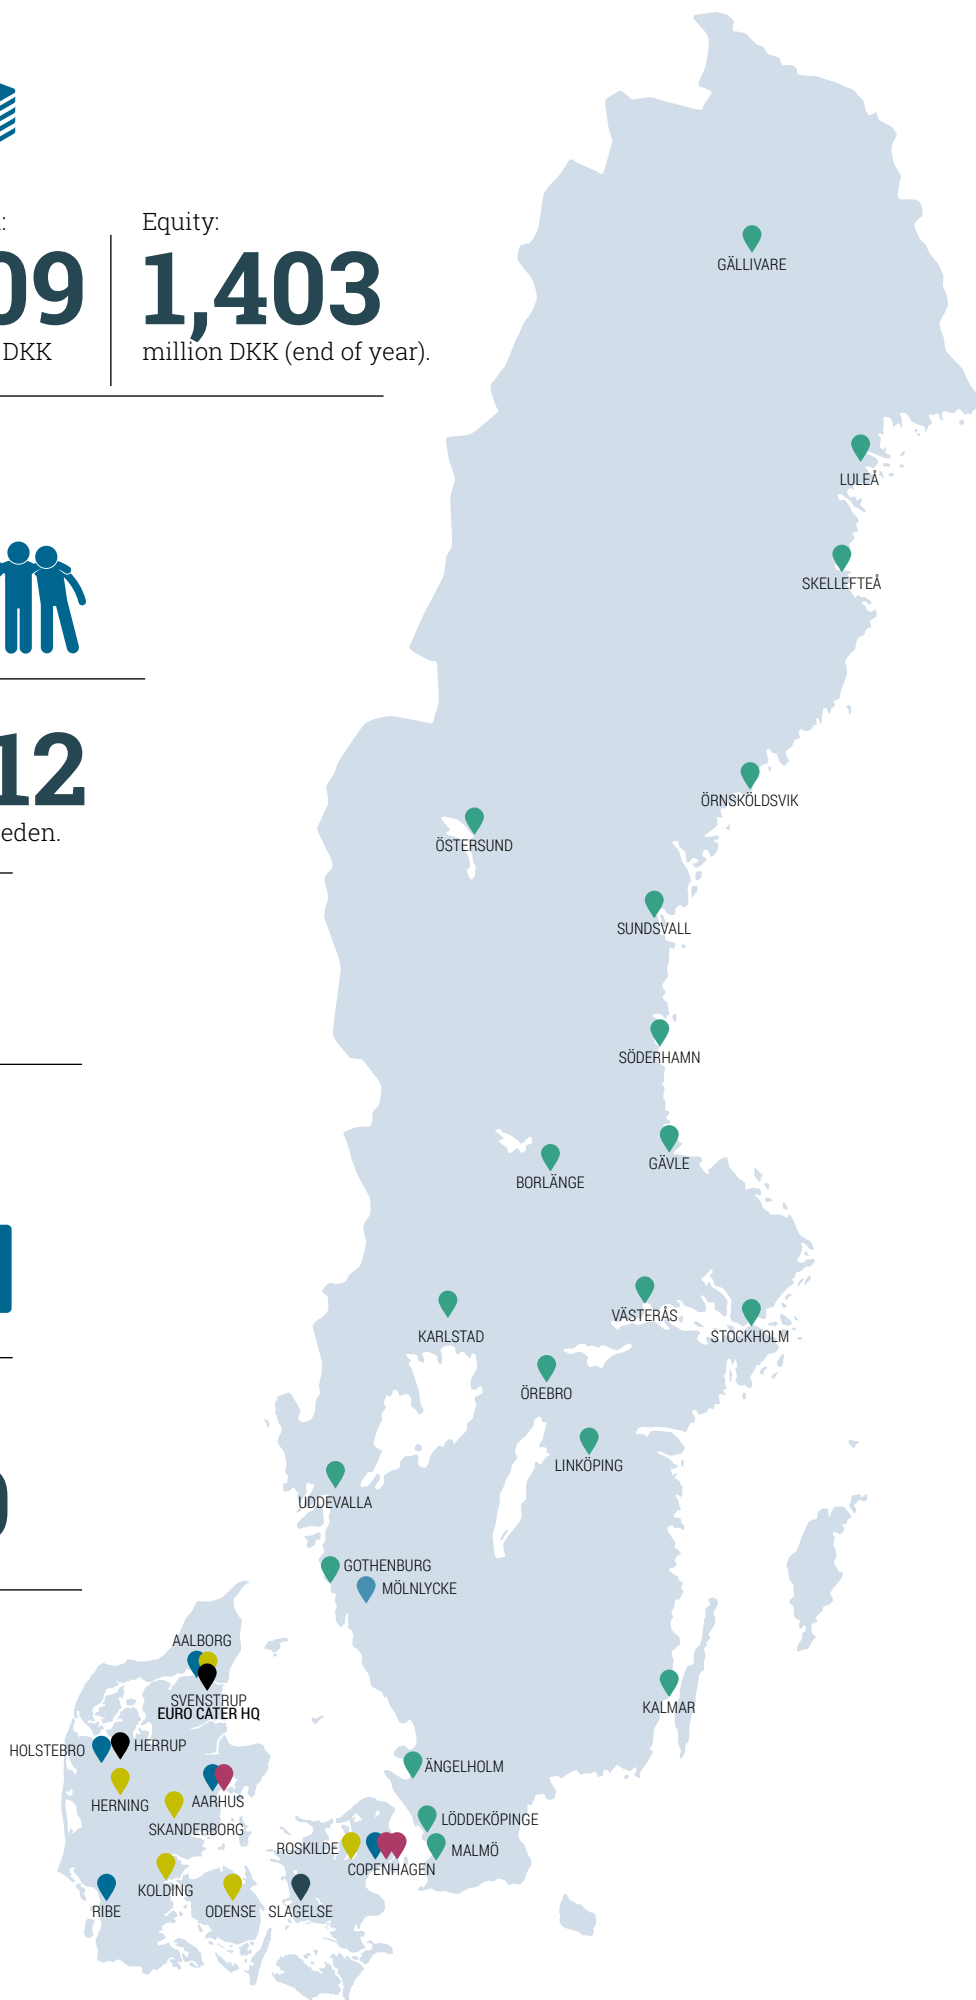 Equity:
09
1,403
DKK
million DKK (end of year).
GÄLLIVARE
LULEÅ
SKELLEFTEÅ
12
eden.
ÖRNSKÖLDSVIK
ÖSTERSUND
SUNDSVALL
SÖDERHAMN
GÄVLE
BORLÄNGE
VÄSTERÅS
KARLSTAD
STOCKHOLM
ÖREBRO
LINKÖPING
UDDEVALLA
GOTHENBURG
MÖLNLYCKE
AALBORG
SVENSTRUP
EURO CATER HQ
KALMAR
HOLSTEBRO
HERRUP
ÄNGELHOLM
HERNING
AARHUS
LÖDDEKÖPINGE
SKANDERBORG
ROSKILDE
MALMÖ
COPENHAGEN
KOLDING
RIBE
ODENSE
SLAGELSE